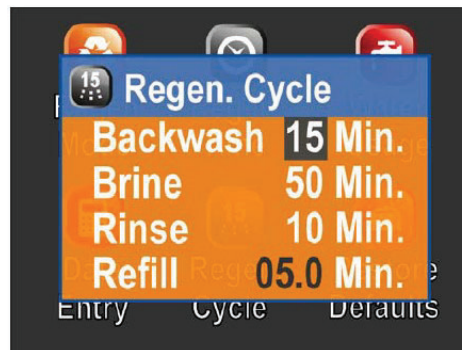 15
Regen. Cycle
Backwash 15 Min.
Brine 50 Min.
Rinse 10 Min.
Refill 05.0 Min.
Entry Cycle Defaults